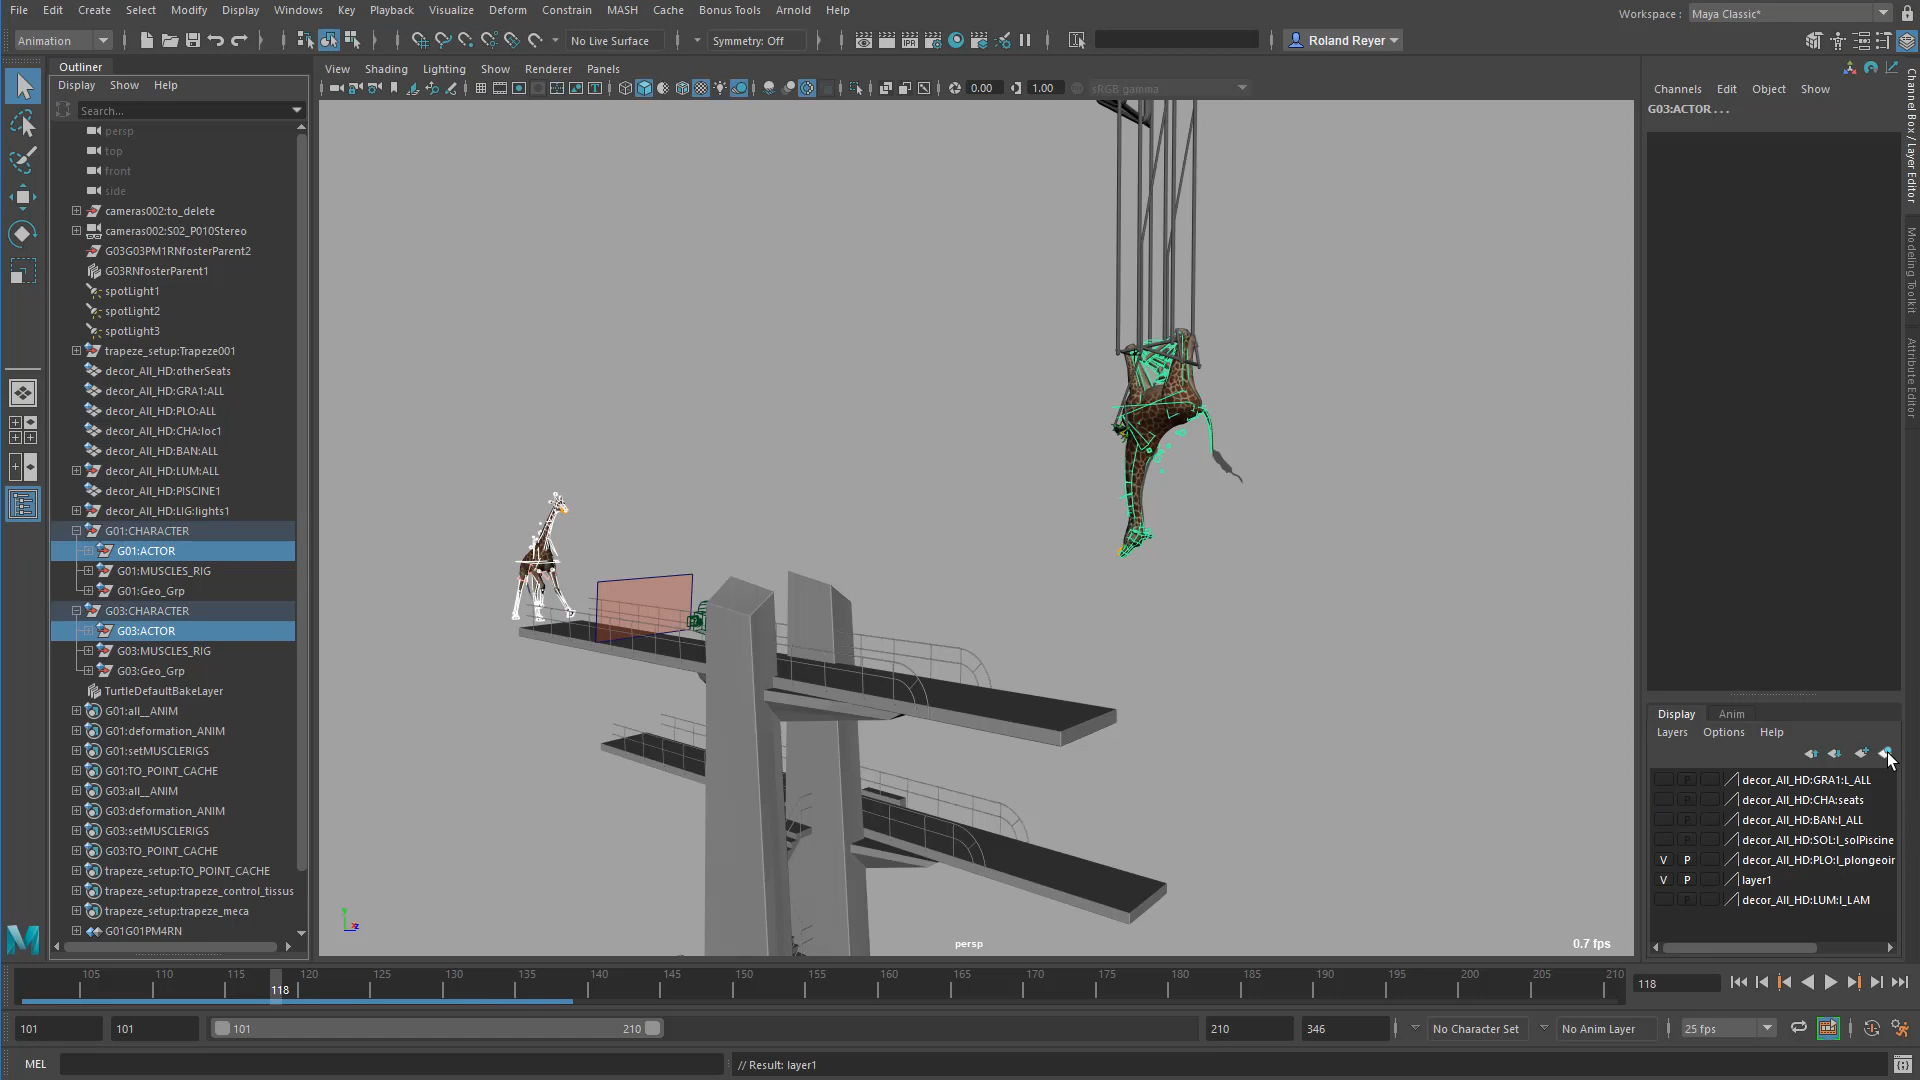 File Edit Create Select Modify Display Windows Key Playback Visualize Deform Constrain MASH Cache Bonus Tools Arnold Help
Workspace : Maya Classic*
Animation
No Live Surface
Symmetry: Off
IPR
Roland Reyer
Outliner
Display Show Help
Search...
persp
top
front
side
cameras002:to_delete
cameras002:S02_P010Stereo
G03G03PM1RNfosterParent2
G03RNfosterParent1
spotLight1
spotLight2
spotLight3
trapeze_setup:Trapeze001
decor_All_HD:otherSeats
decor_All_HD:GRA1:ALL
decor_All_HD:PLO:ALL
decor_All_HD:CHA:loc1
decor_All_HD:BAN:ALL
decor_All_HD:LUM:ALL
decor_All_HD:PISCINE1
decor_All_HD:LIG:lights1
G01:CHARACTER
G01:ACTOR
G01:MUSCLES_RIG
G01:Geo_Grp
G03:CHARACTER
G03:ACTOR
G03:MUSCLES_RIG
G03:Geo_Grp
TurtleDefaultBakeLayer
G01:all__ANIM
G01:deformation_ANIM
G01:setMUSCLERIGS
G01:TO_POINT_CACHE
G03:all__ANIM
G03:deformation_ANIM
G03:setMUSCLERIGS
G03:TO_POINT_CACHE
trapeze_setup:TO_POINT_CACHE
trapeze_setup:trapeze_control_tissus
trapeze_setup:trapeze_meca
G01G01PM4RN
View Shading Lighting Show Renderer Panels
0.00 1.00 sRGB gamma
persp
0.7 fps
Channels Edit Object Show
G03:ACTOR . . .
Channel Box / Layer Editor
Modeling Toolkit
Attribute Editor
Display Anim
Layers Options Help
P decor_All_HD:GRA1:L_ALL
P decor_All_HD:CHA:seats
P decor_All_HD:BAN:l_ALL
P decor_All_HD:SOL:l_solPiscine
V P decor_All_HD:PLO:l_plongeoir
V P layer1
decor_All_HD:LUM:l_LAM
105 110 115 120 125 130 135 140 145 150 155 160 165 170 175 180 185 190 195 200 205 210
118
118
101 101 101 210 210 346
No Character Set
No Anim Layer
25 fps
MEL
// Result: layer1